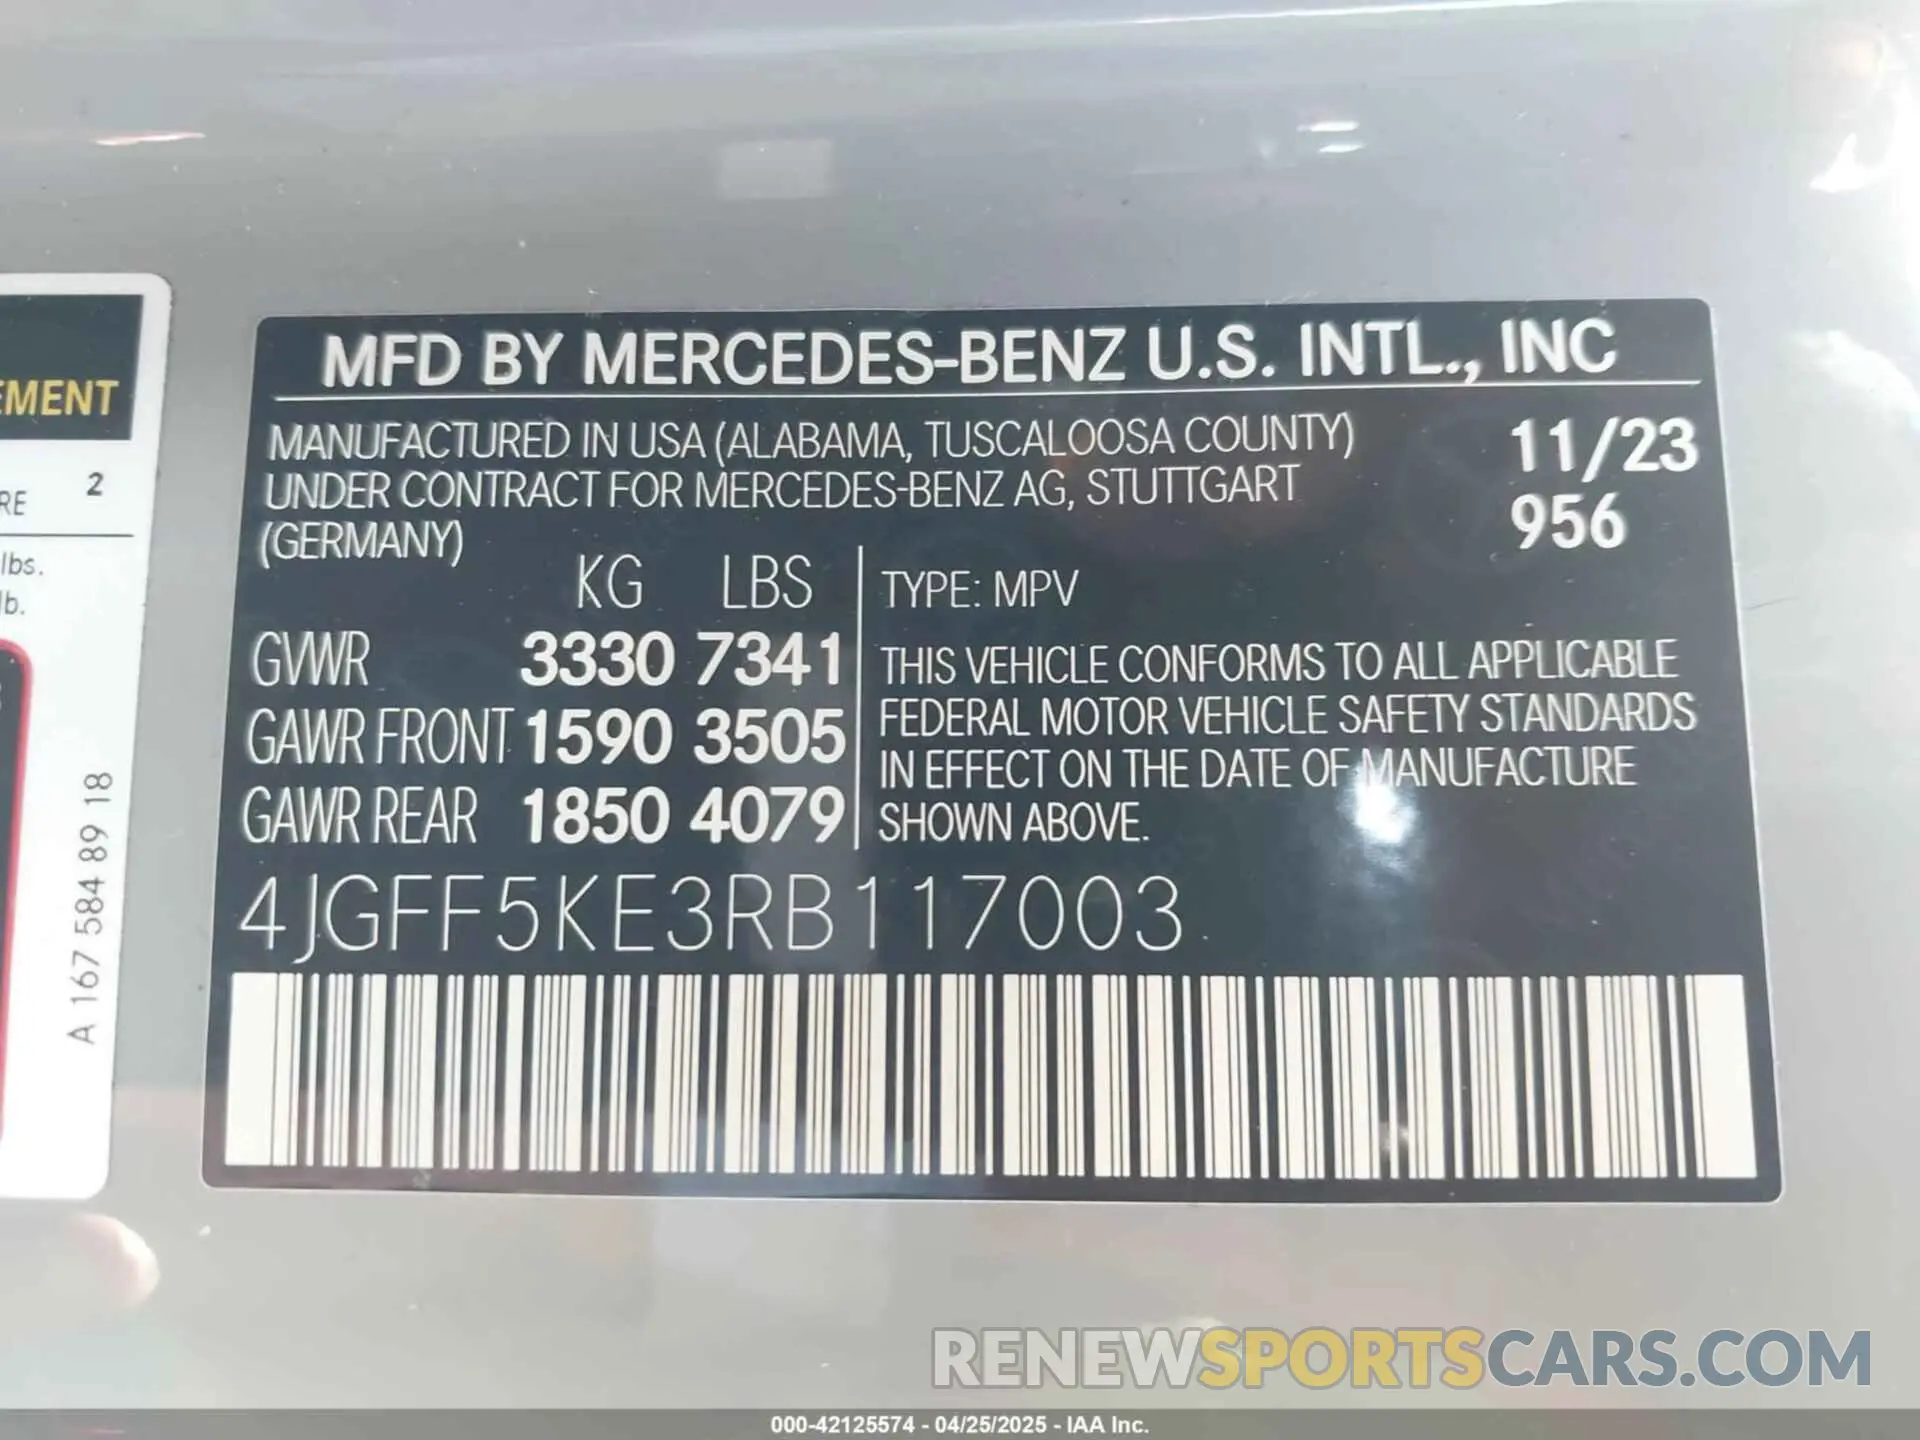 MFD BY MERCEDES-BENZ U.S. INTL., INC
MANUFACTURED IN USA (ALABAMA, TUSCALOOSA COUNTY)
UNDER CONTRACT FOR MERCEDES-BENZ AG, STUTTGART
(GERMANY)
11/23
956
KG LBS
GVWR 3330 7341
GAWR FRONT 1590 3505
GAWR REAR 1850 4079
TYPE: MPV
THIS VEHICLE CONFORMS TO ALL APPLICABLE
FEDERAL MOTOR VEHICLE SAFETY STANDARDS
IN EFFECT ON THE DATE OF MANUFACTURE
SHOWN ABOVE.
4JGFF5KE3RB117003
EMENT
RE 2
lbs.
lb.
A 167 584 89 18
RENEWSPORTSCARS.COM
000-42125574 - 04/25/2025 - IAA Inc.